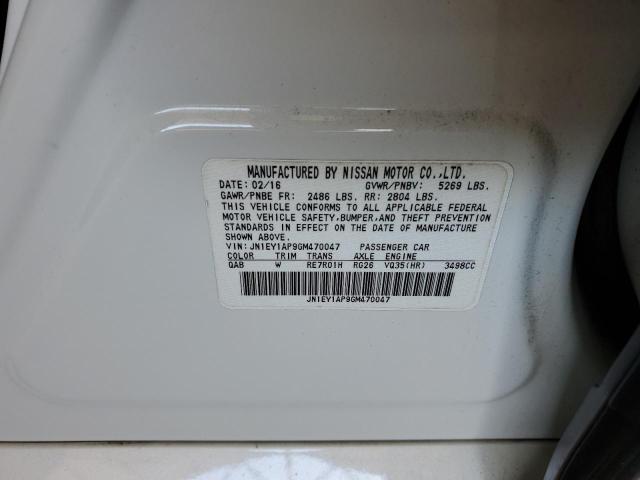 MANUFACTURED BY NISSAN MOTOR CO.,LTD.
DATE: 02/16 GVWR/PNBV: 5269 LBS.
GAWR/PNBE FR: 2486 LBS. RR: 2804 LBS.
THIS VEHICLE CONFORMS TO ALL APPLICABLE FEDERAL
MOTOR VEHICLE SAFETY,BUMPER,AND THEFT PREVENTION
STANDARDS IN EFFECT ON THE DATE OF MANUFACTURE
SHOWN ABOVE.
VIN: JN1EY1AP9GM470047 PASSENGER CAR
COLOR TRIM TRANS AXLE ENGINE
QAB W RE7R01H RG26 VQ35(HR) 3498CC
JN1EY1AP9GM470047